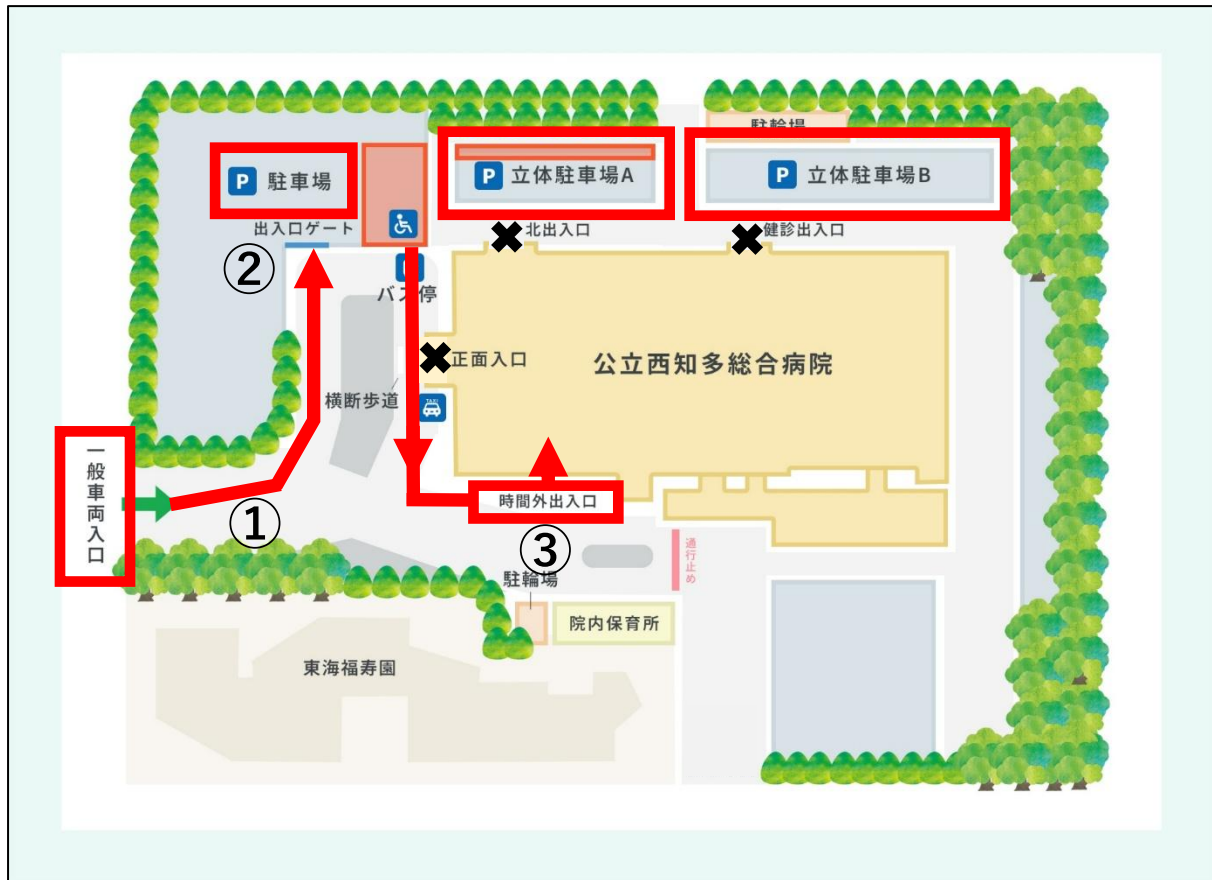 駐輪場
P 駐車場
P 立体駐車場A
P 立体駐車場B
出入口ゲート
北出入口
健診出入口
②
バス停
正面入口
公立西知多総合病院
横断歩道
TAXI
一般車両入口
①
時間外出入口
③
通行止め
駐輪場
院内保育所
東海福寿園